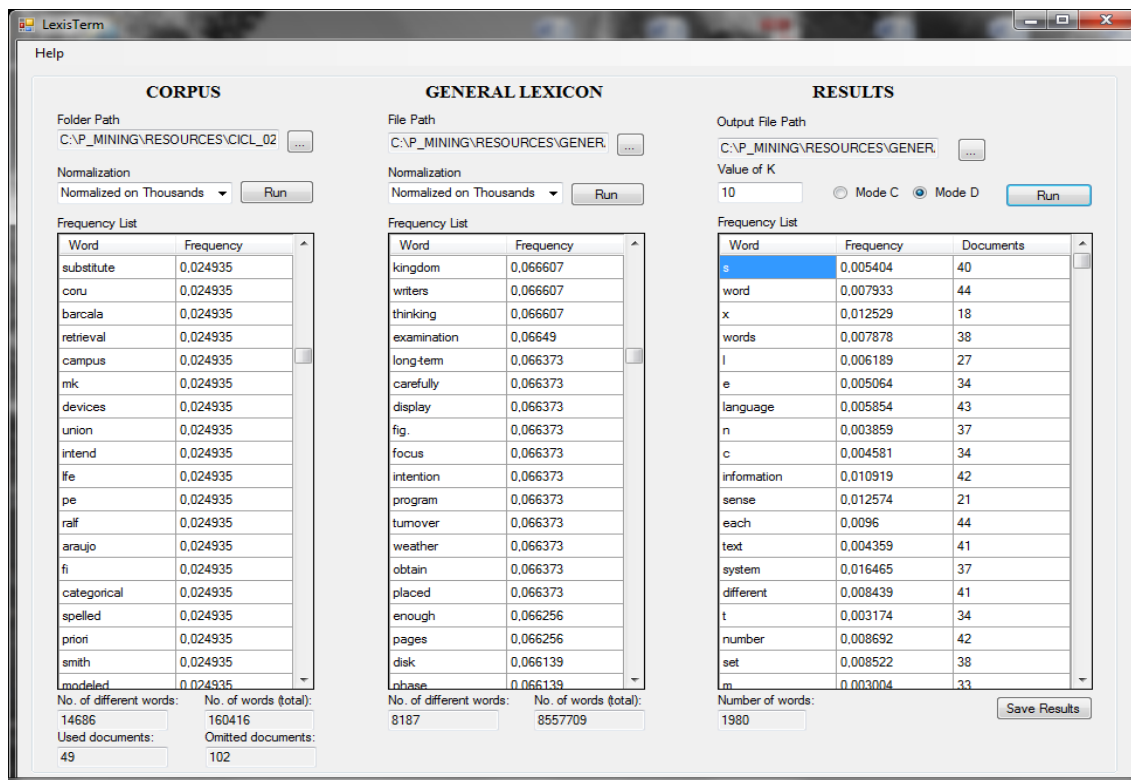 LexisTerm
Help
CORPUS
GENERAL LEXICON
RESULTS
Folder Path
File Path
Output File Path
C:\P_MINING\RESOURCES\CICL_02
...
C:\P_MINING\RESOURCES\GENER.
...
C:\P_MINING\RESOURCES\GENER.
...
Normalization
Normalization
Value of K
Normalized on Thousands
Run
Normalized on Thousands
Run
10
Mode C
Mode D
Run
Frequency List
Frequency List
Frequency List
Word Frequency
substitute 0,024935
coru 0,024935
barcala 0,024935
retrieval 0,024935
campus 0,024935
mk 0,024935
devices 0,024935
union 0,024935
intend 0,024935
lfe 0,024935
pe 0,024935
ralf 0,024935
araujo 0,024935
fi 0,024935
categorical 0,024935
spelled 0,024935
priori 0,024935
smith 0,024935
modeled 0,024935
Word Frequency
kingdom 0,066607
writers 0,066607
thinking 0,066607
examination 0,06649
long-term 0,066373
carefully 0,066373
display 0,066373
fig. 0,066373
focus 0,066373
intention 0,066373
program 0,066373
turnover 0,066373
weather 0,066373
obtain 0,066373
placed 0,066373
enough 0,066256
pages 0,066256
disk 0,066139
phase 0,066139
Word Frequency Documents
s 0,005404 40
word 0,007933 44
x 0,012529 18
words 0,007878 38
l 0,006189 27
e 0,005064 34
language 0,005854 43
n 0,003859 37
c 0,004581 34
information 0,010919 42
sense 0,012574 21
each 0,0096 44
text 0,004359 41
system 0,016465 37
different 0,008439 41
t 0,003174 34
number 0,008692 42
set 0,008522 38
m 0,003004 33
No. of different words: No. of words (total):
14686 160416
Used documents: Omitted documents:
49 102
No. of different words: No. of words (total):
8187 8557709
Number of words:
1980
Save Results